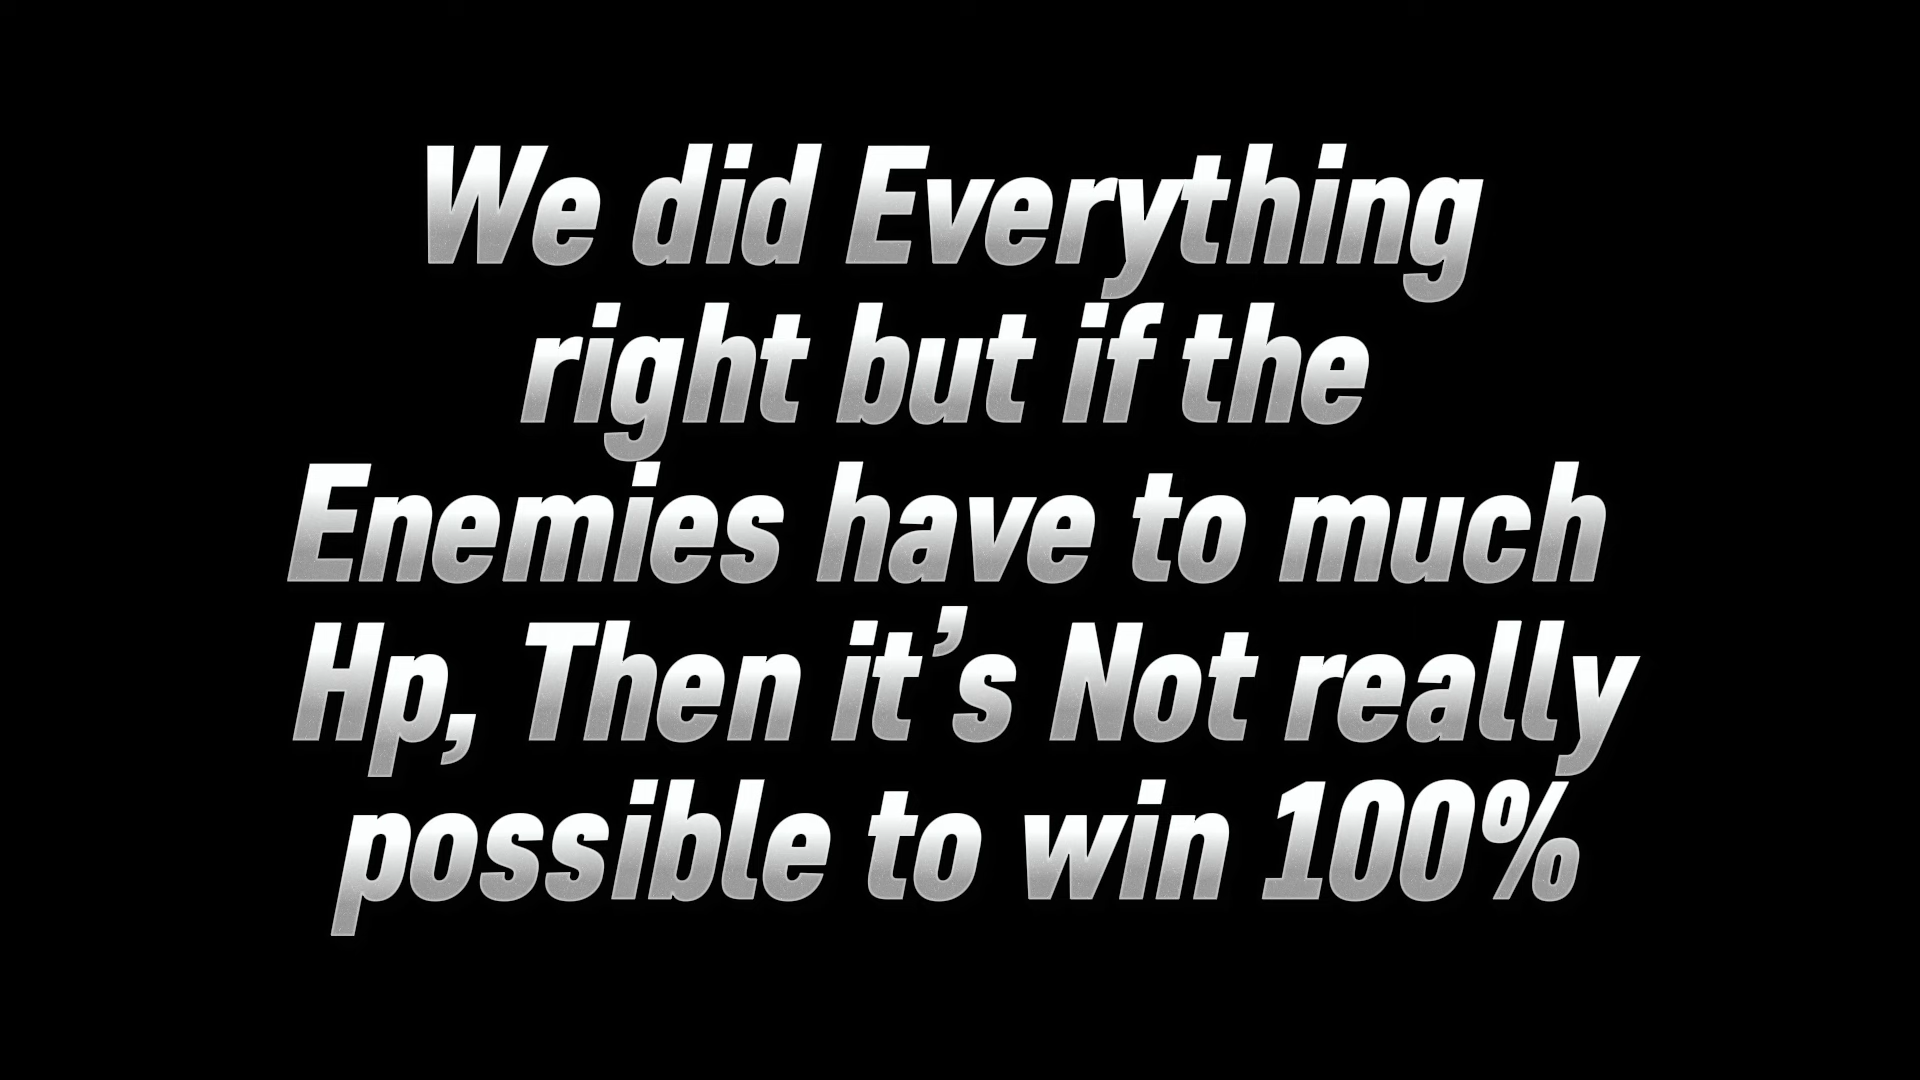 We did Everything
right but if the
Enemies have to much
Hp, Then it’s Not really
possible to win 100%